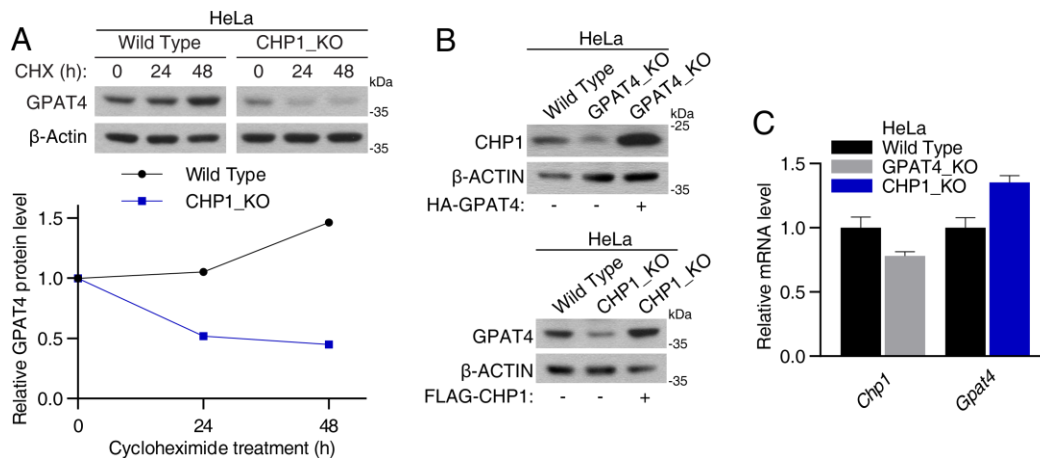 A
HeLa
Wild Type CHP1_KO
CHX (h): 0 24 48 0 24 48
kDa
GPAT4 -35
β-Actin -35
Wild Type
CHP1_KO
Relative GPAT4 protein level
1.5
1.0
0.5
0.0
0 24 48
Cycloheximide treatment (h)
B
HeLa
Wild Type GPAT4_KO GPAT4_KO
kDa
-25
CHP1
β-ACTIN -35
HA-GPAT4: - - +
HeLa
Wild Type CHP1_KO CHP1_KO
kDa
GPAT4 -35
β-ACTIN -35
FLAG-CHP1: - - +
C
HeLa
Wild Type
GPAT4_KO
CHP1_KO
Relative mRNA level
1.5
1.0
0.5
0.0
Chp1 Gpat4